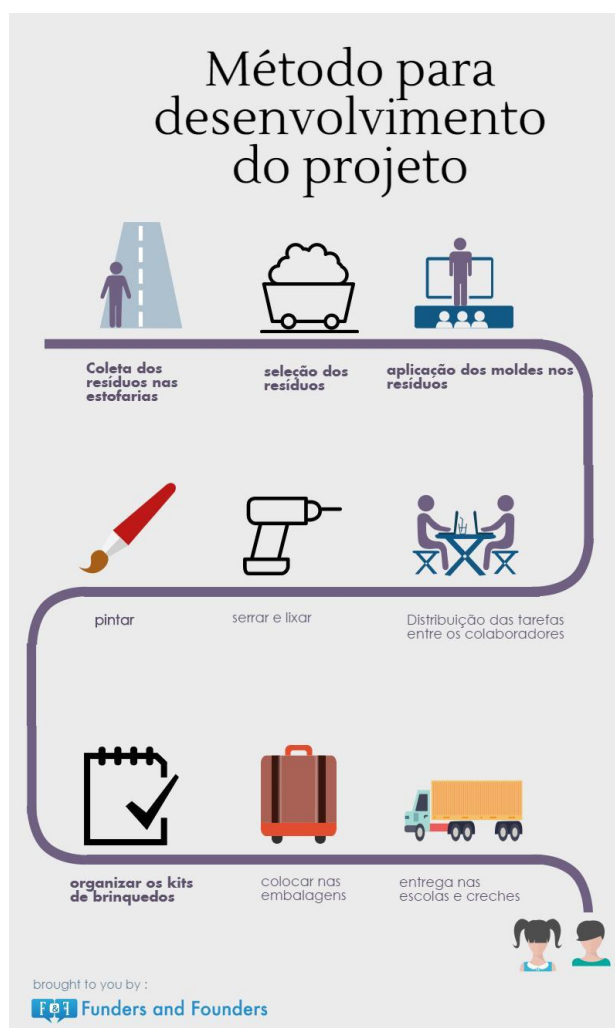 Método para
desenvolvimento
do projeto
Coleta dos
resíduos nas
estofarias
seleção dos
resíduos
aplicação dos moldes nos
resíduos
Distribuição das tarefas
entre os colaboradores
serrar e lixar
pintar
organizar os kits
de brinquedos
colocar nas
embalagens
entrega nas
escolas e creches
brought to you by :
F&F Funders and Founders